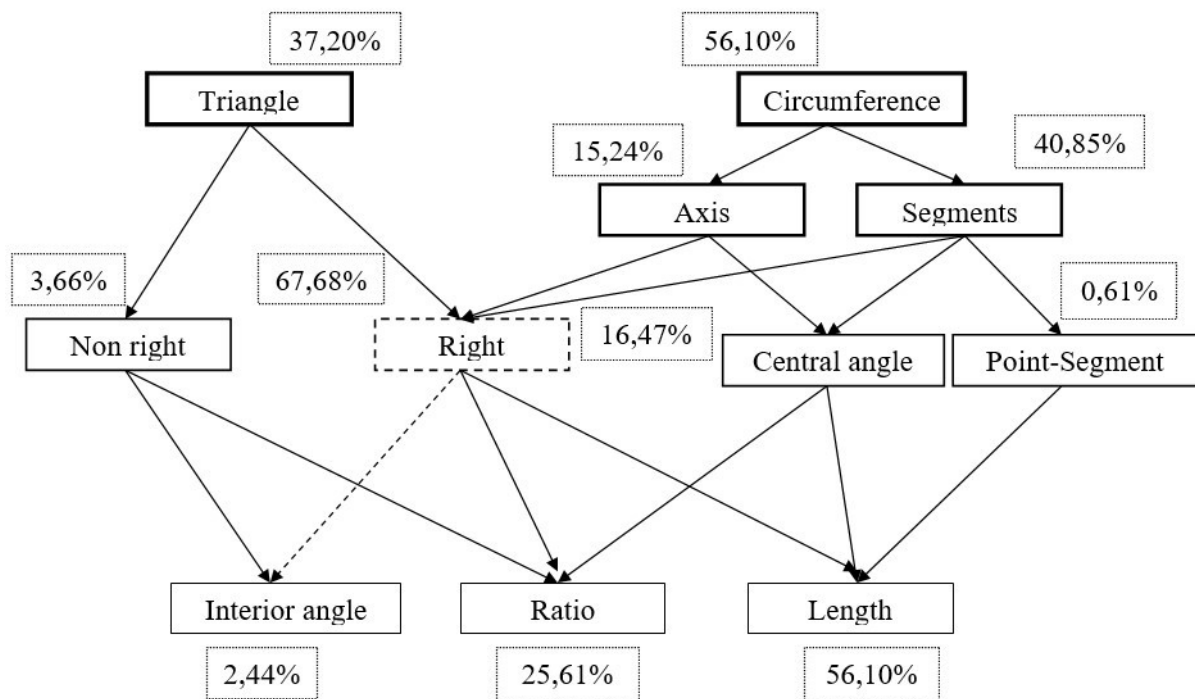 37,20%
56,10%
Triangle
Circumference
15,24%
40,85%
Axis
Segments
3,66%
67,68%
0,61%
Non right
Right
16,47%
Central angle
Point-Segment
Interior angle
Ratio
Length
2,44%
25,61%
56,10%